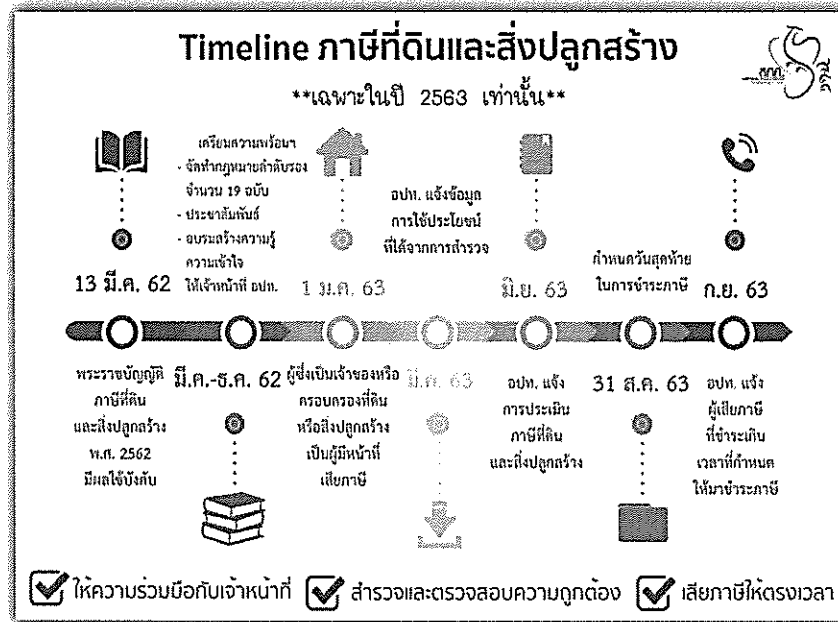 Timeline ภาษีที่ดินและสิ่งปลูกสร้าง
**เฉพาะในปี 2563 เท่านั้น**
13 มี.ค. 62
พระราชบัญญัติ
ภาษีที่ดิน
และสิ่งปลูกสร้าง
พ.ศ. 2562
มีผลใช้บังคับ
เตรียมความพร้อมฯ
- จัดทำกฎหมายลำดับรอง
จำนวน 19 ฉบับ
- ประชาสัมพันธ์
- อบรมสร้างความรู้
ความเข้าใจ
ให้เจ้าหน้าที่ อปท.
มี.ค.-ธ.ค. 62
1 ม.ค. 63
ผู้ซึ่งเป็นเจ้าของหรือ
ครอบครองที่ดิน
หรือสิ่งปลูกสร้าง
เป็นผู้มีหน้าที่
เสียภาษี
อปท. แจ้งข้อมูล
การใช้ประโยชน์
ที่ได้จากการสำรวจ
มี.ค. 63
มิ.ย. 63
อปท. แจ้ง
การประเมิน
ภาษีที่ดิน
และสิ่งปลูกสร้าง
กำหนดวันสุดท้าย
ในการชำระภาษี
31 ส.ค. 63
ก.ย. 63
อปท. แจ้ง
ผู้เสียภาษี
ที่ชำระเกิน
เวลาที่กำหนด
ให้มาชำระภาษี
ให้ความร่วมมือกับเจ้าหน้าที่
สำรวจและตรวจสอบความถูกต้อง
เสียภาษีให้ตรงเวลา